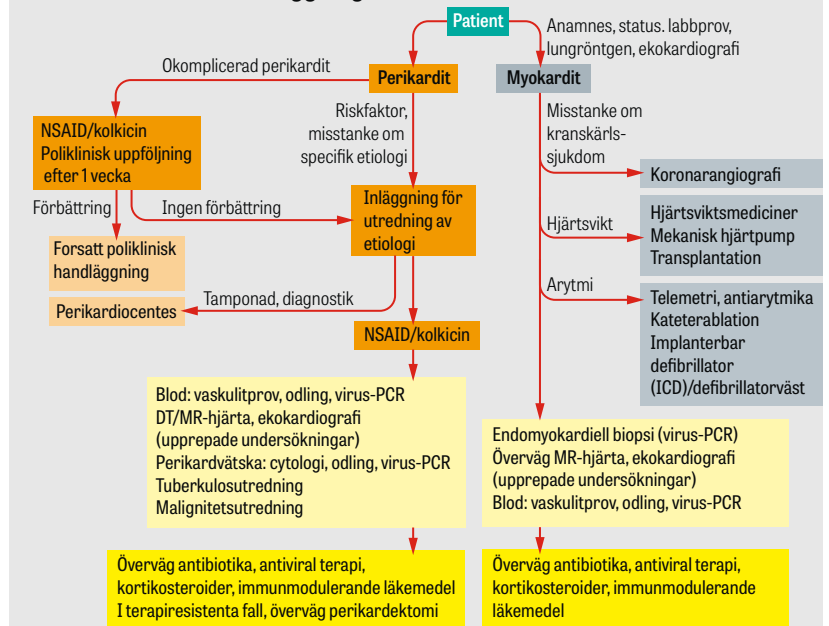 Patient
Anamnes, status. labbprov,
lungröntgen, ekokardiografi
Okomplicerad perikardit
Perikardit
Myokardit
NSAID/kolkicin
Poliklinisk uppföljning
efter 1 vecka
Riskfaktor,
misstanke om
specifik etiologi
Misstanke om
kranskärls-
sjukdom
Koronarangiografi
Förbättring
Ingen förbättring
Inläggning för
utredning av
etiologi
Hjärtsvikt
Hjärtsviktsmediciner
Mekanisk hjärtpump
Transplantation
Forsatt poliklinisk
handläggning
Arytmi
Telemetri, antiarytmika
Kateterablation
Implanterbar
defibrillator
(ICD)/defibrillatorväst
Perikardiocentes
Tamponad, diagnostik
NSAID/kolkicin
Blod: vaskulitprov, odling, virus-PCR
DT/MR-hjärta, ekokardiografi
(upprepade undersökningar)
Perikardvätska: cytologi, odling, virus-PCR
Tuberkulosutredning
Malignitetsutredning
Endomyokardiell biopsi (virus-PCR)
Överväg MR-hjärta, ekokardiografi
(upprepade undersökningar)
Blod: vaskulitprov, odling, virus-PCR
Överväg antibiotika, antiviral terapi,
kortikosteroider, immunmodulerande läkemedel
I terapiresistenta fall, överväg perikardektomi
Överväg antibiotika, antiviral terapi,
kortikosteroider, immunmodulerande
läkemedel